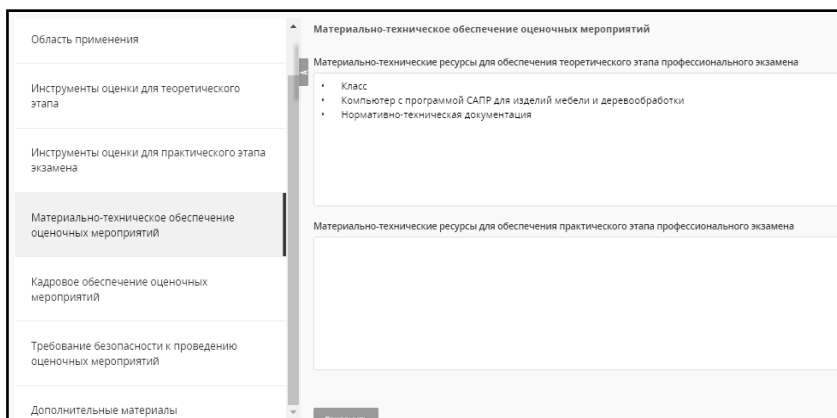 Область применения
Инструменты оценки для теоретического
этапа
Инструменты оценки для практического этапа
экзамена
Материально-техническое обеспечение
оценочных мероприятий
Кадровое обеспечение оценочных
мероприятий
Требование безопасности к проведению
оценочных мероприятий
Дополнительные материалы
Материально-техническое обеспечение оценочных мероприятий
Материально-технические ресурсы для обеспечения теоретического этапа профессионального экзамена
• Класс
• Компьютер с программой САПР для изделий мебели и деревообработки
• Нормативно-техническая документация
Материально-технические ресурсы для обеспечения практического этапа профессионального экзамена